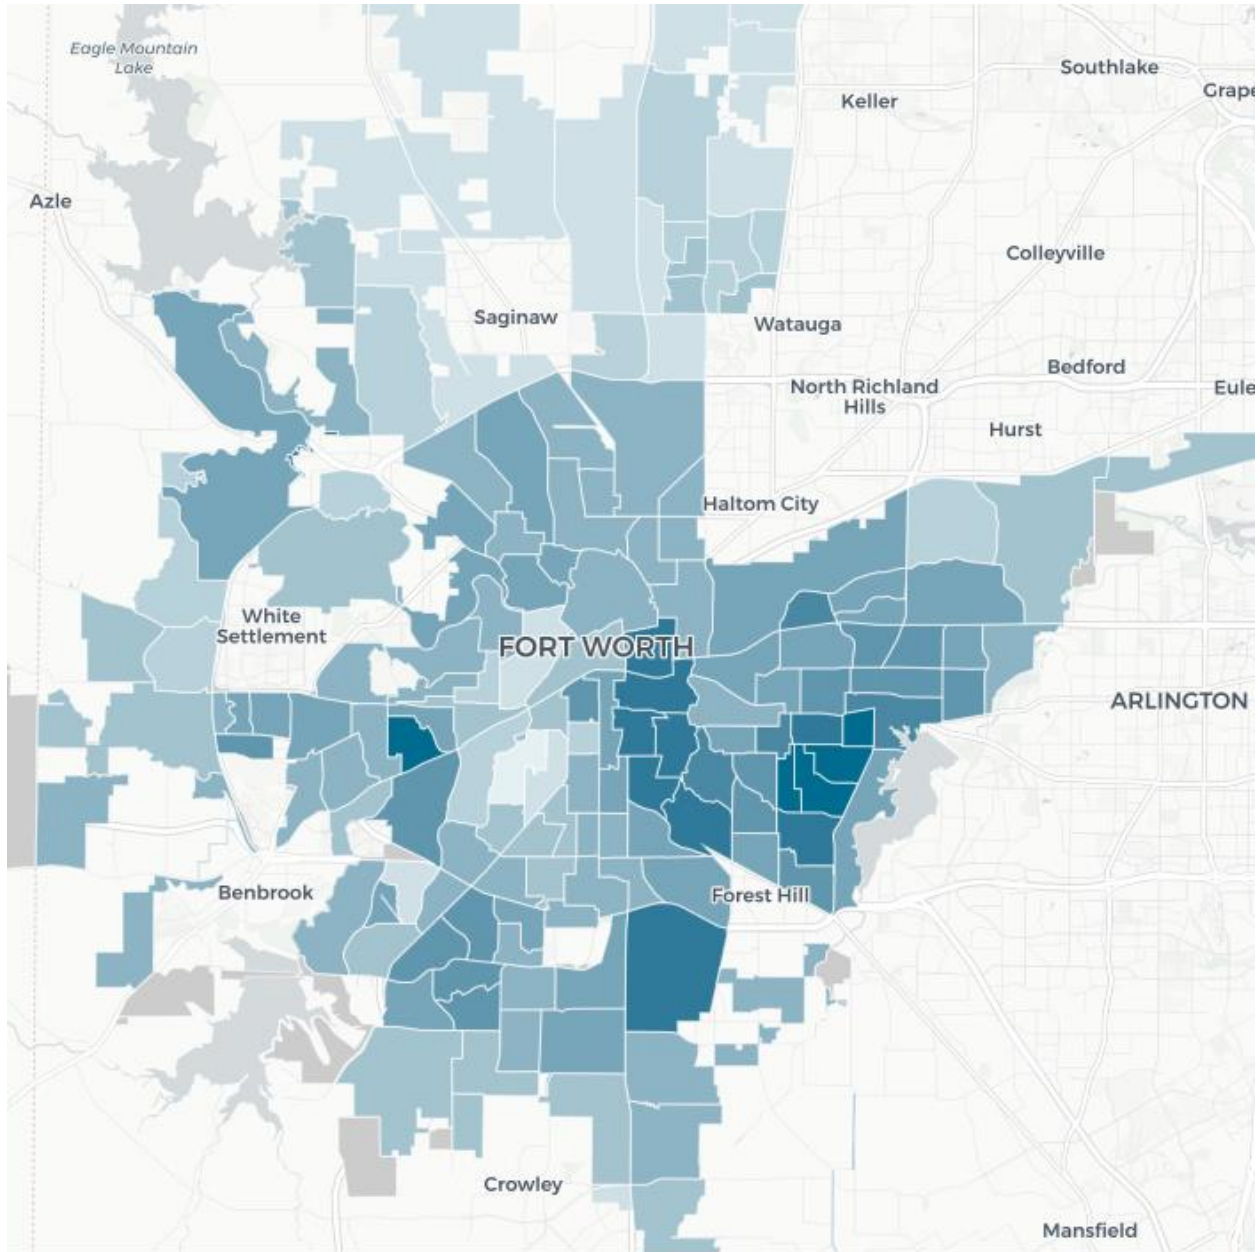 Eagle Mountain
Lake
Southlake
Keller
Grape
Azle
Colleyville
Saginaw
Watauga
Bedford
North Richland
Hills
Eule
Hurst
Haltom City
White
Settlement
FORT WORTH
ARLINGTON
Benbrook
Forest Hill
Crowley
Mansfield